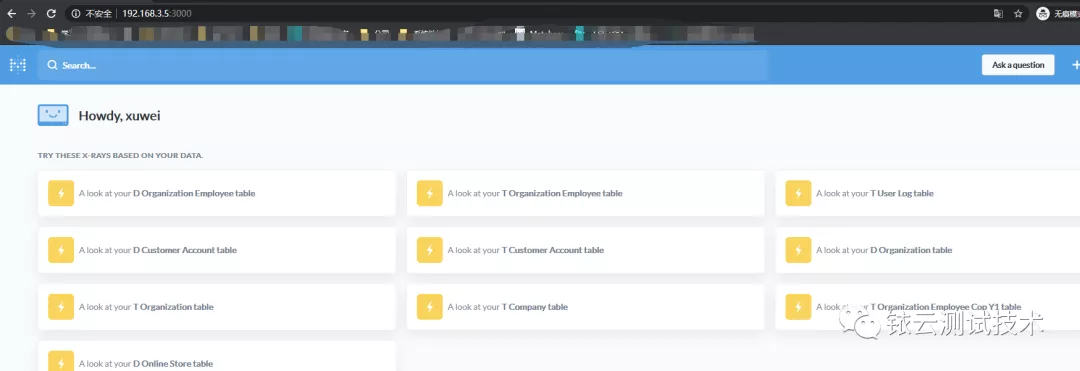 不安全 192.168.3.5:3000
无痕模
Search...
Ask a question
Howdy, xuwei
TRY THESE X-RAYS BASED ON YOUR DATA.
A look at your D Organization Employee table
A look at your T Organization Employee table
A look at your T User Log table
A look at your D Customer Account table
A look at your T Customer Account table
A look at your D Organization table
A look at your T Organization table
A look at your T Company table
A look at your T Organization Employee Cop Y1 table
铱云测试技术
A look at your D Online Store table